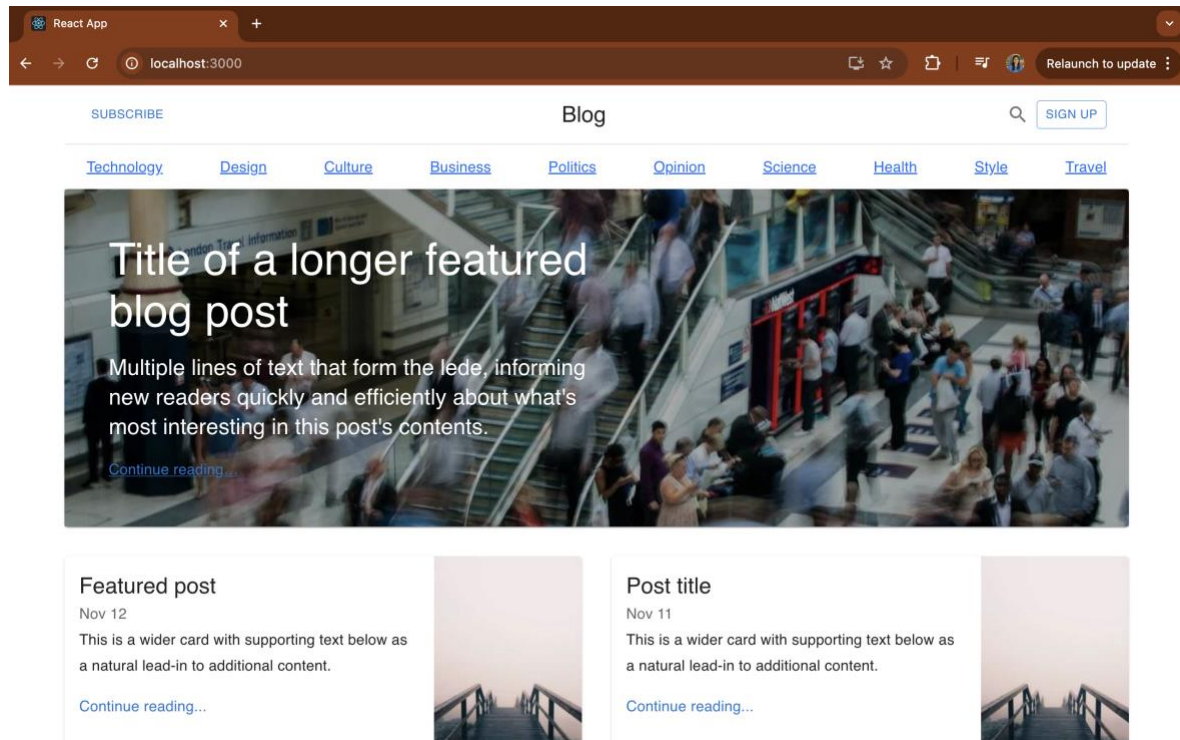 React App
localhost:3000
Relaunch to update
SUBSCRIBE
Blog
SIGN UP
Technology Design Culture Business Politics Opinion Science Health Style Travel
London Travel Information
Title of a longer featured
blog post
Multiple lines of text that form the lede, informing
new readers quickly and efficiently about what's
most interesting in this post's contents.
Continue reading...
Featured post
Nov 12
This is a wider card with supporting text below as
a natural lead-in to additional content.
Continue reading...
Post title
Nov 11
This is a wider card with supporting text below as
a natural lead-in to additional content.
Continue reading...